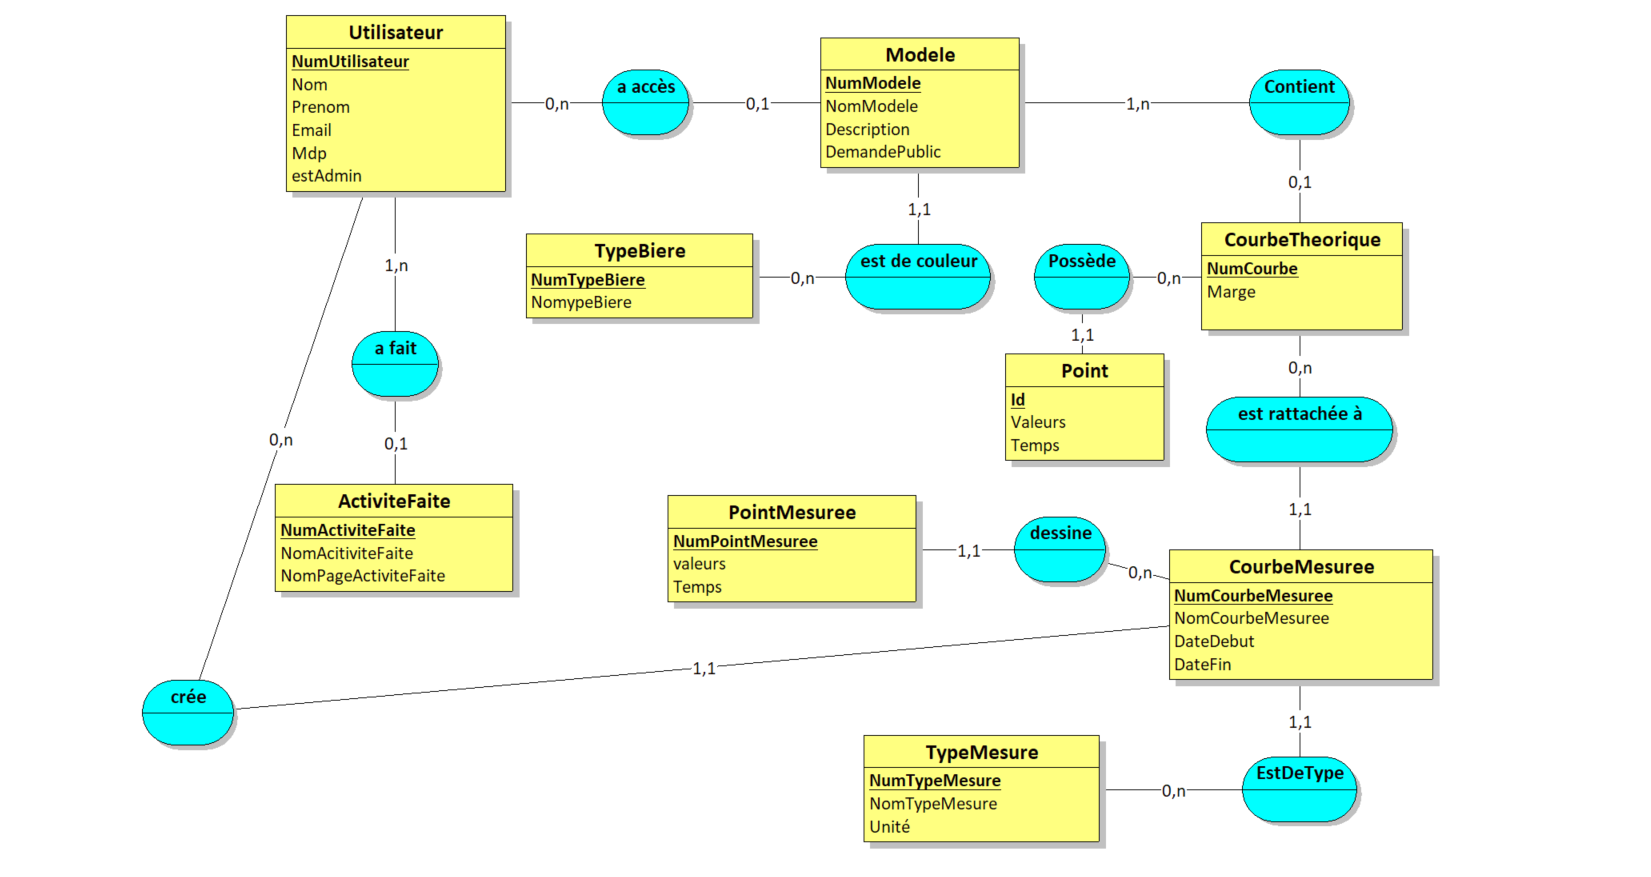 Utilisateur
NumUtilisateur
Nom
Prenom
Email
Mdp
estAdmin
0,n
a accès
0,1
Modele
NumModele
NomModele
Description
DemandePublic
1,n
Contient
0,1
1,1
CourbeTheorique
NumCourbe
Marge
TypeBiere
NumTypeBiere
NomypeBiere
0,n
est de couleur
Possède
0,n
1,1
Point
Id
Valeurs
Temps
0,n
est rattachée à
1,1
1,n
a fait
0,1
0,n
ActiviteFaite
NumActiviteFaite
NomAcitiviteFaite
NomPageActiviteFaite
PointMesuree
NumPointMesuree
valeurs
Temps
1,1
dessine
0,n
CourbeMesuree
NumCourbeMesuree
NomCourbeMesuree
DateDebut
DateFin
1,1
crée
1,1
TypeMesure
NumTypeMesure
NomTypeMesure
Unité
0,n
EstDeType